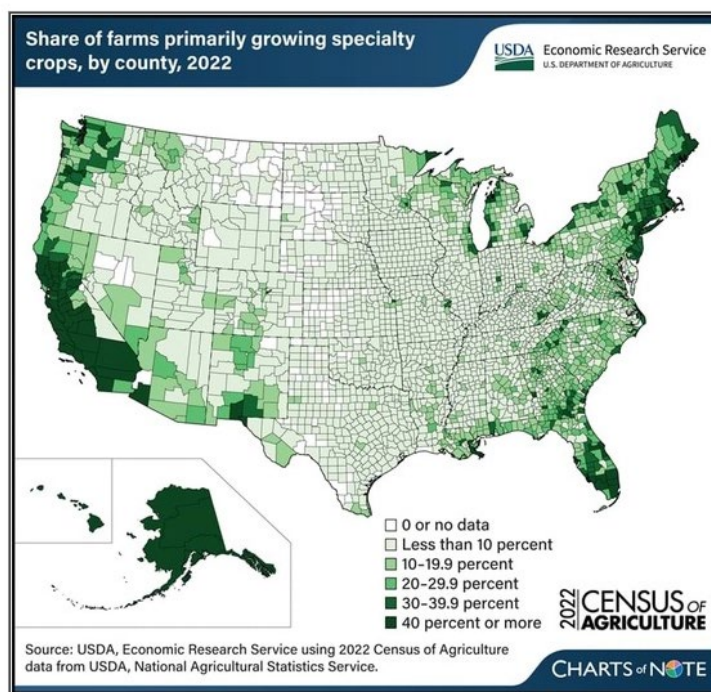 Share of farms primarily growing specialty
crops, by county, 2022
USDA
Economic Research Service
U.S. DEPARTMENT OF AGRICULTURE
0 or no data
Less than 10 percent
10–19.9 percent
20–29.9 percent
30–39.9 percent
40 percent or more
2022
CENSUS OF
AGRICULTURE
Source: USDA, Economic Research Service using 2022 Census of Agriculture
data from USDA, National Agricultural Statistics Service.
CHARTS of NOTE